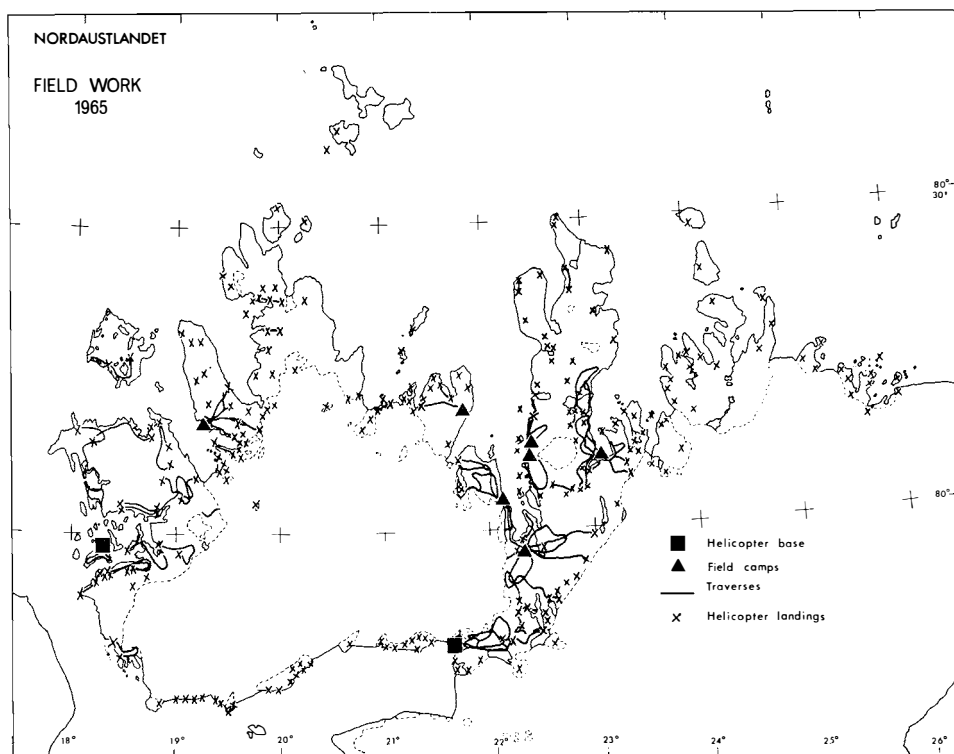 NORDAUSTLANDET
FIELD WORK
1965
80°
30'
80°
Helicopter base
Field camps
Traverses
Helicopter landings
18° 19° 20° 21° 22° 23° 24° 25° 26°